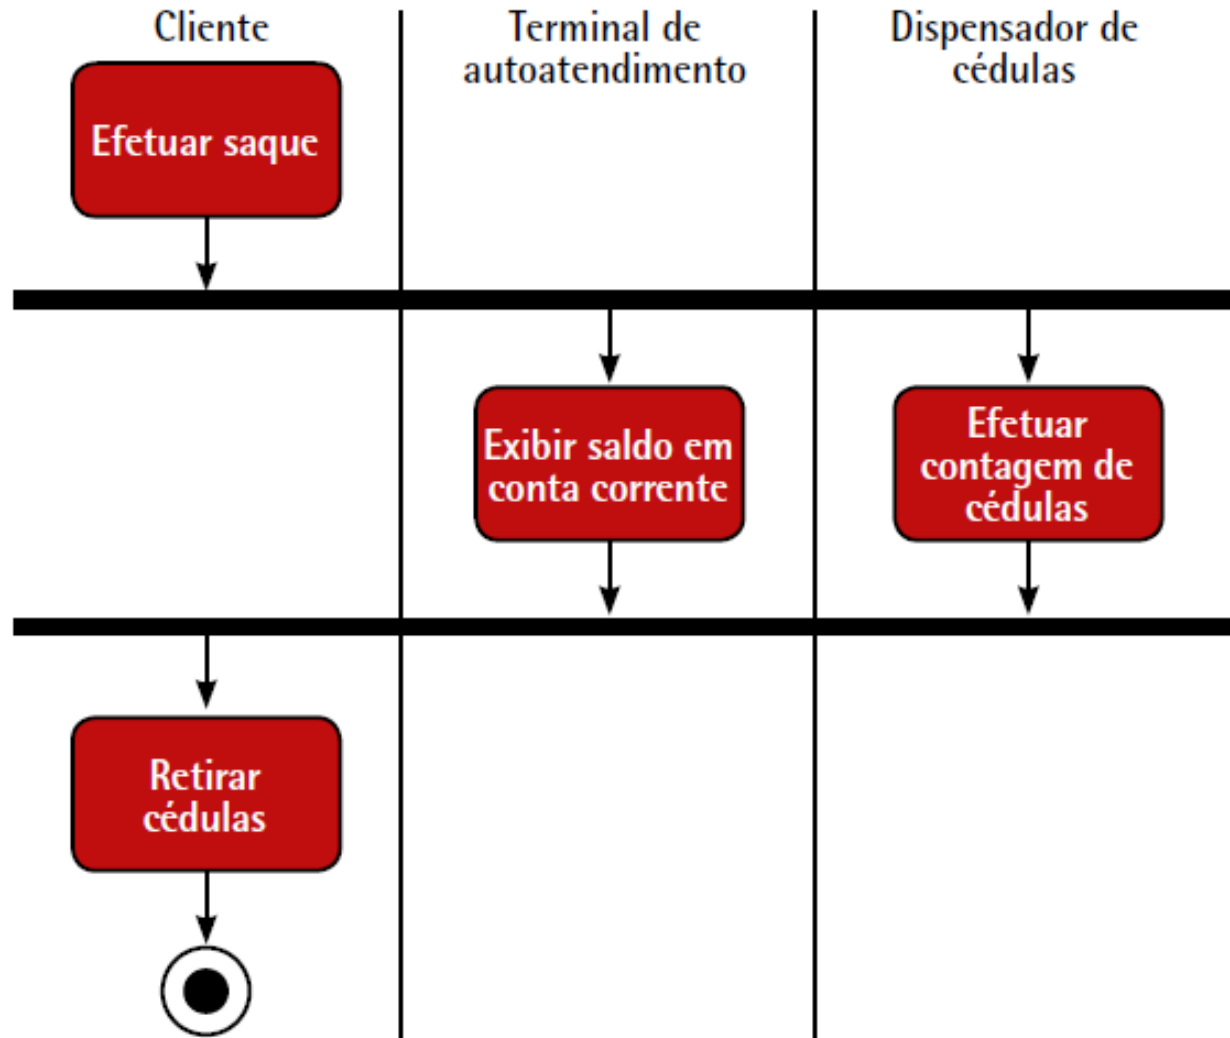 Cliente
Terminal de
autoatendimento
Dispensador de
cédulas
Efetuar saque
Exibir saldo em
conta corrente
Efetuar
contagem de
cédulas
Retirar
cédulas